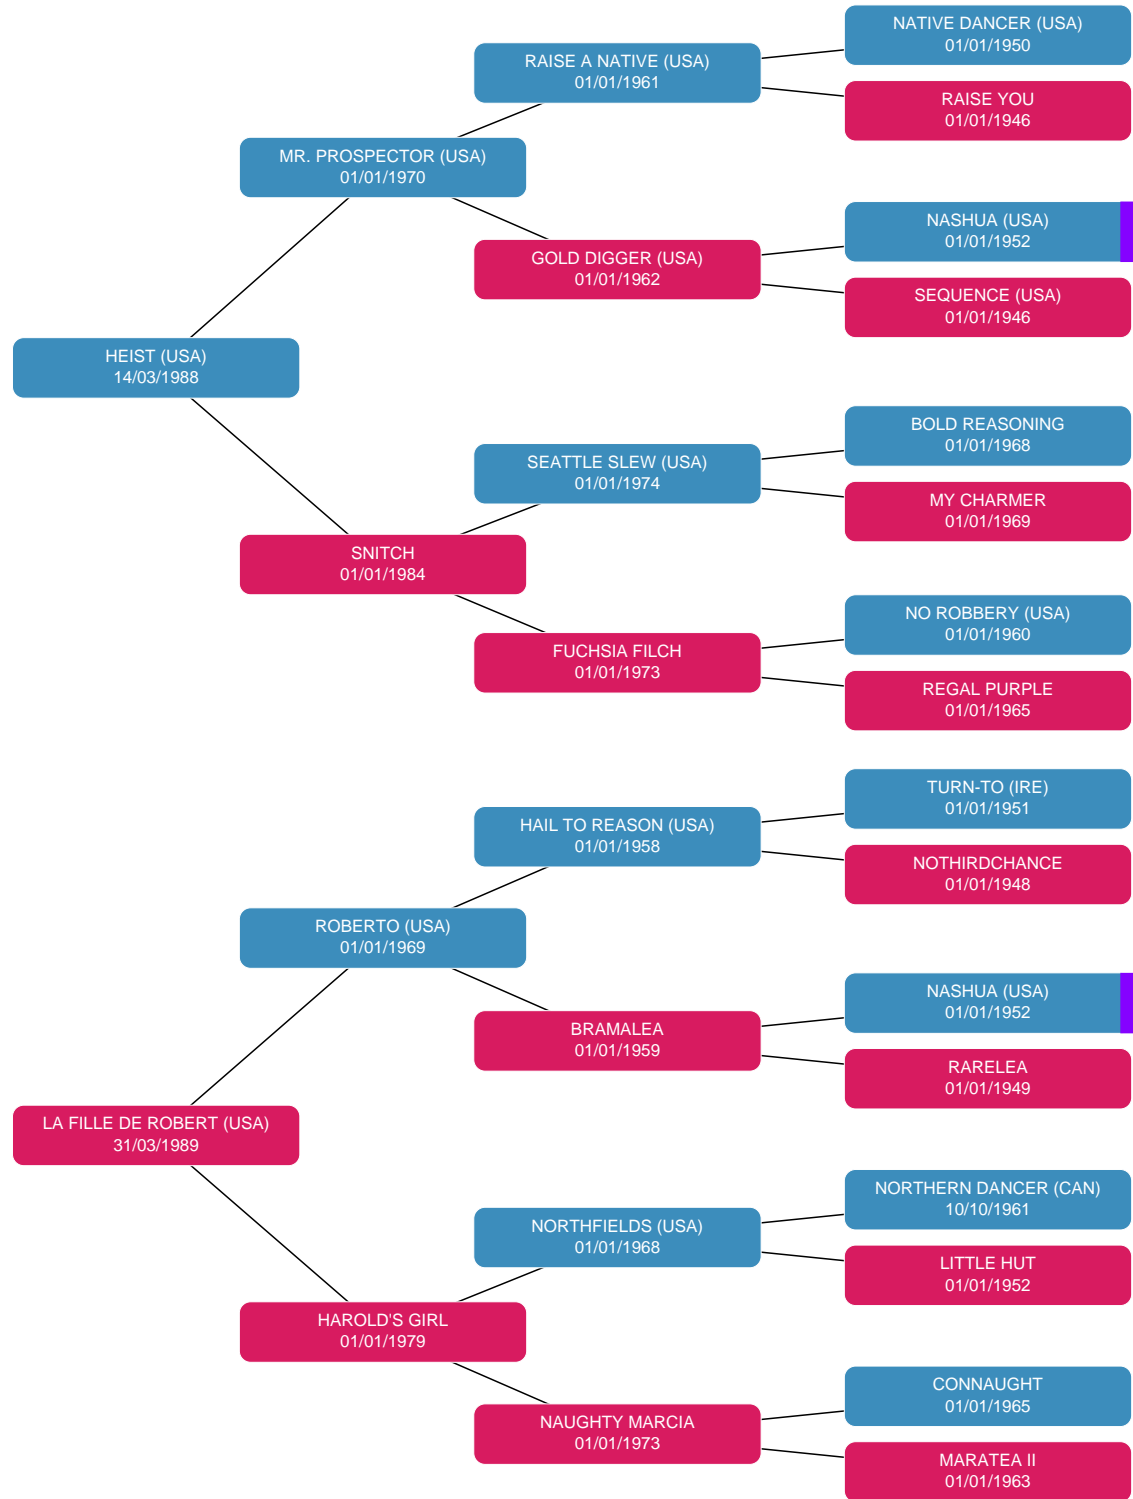 NATIVE DANCER (USA)
01/01/1950
RAISE A NATIVE (USA)
01/01/1961
RAISE YOU
01/01/1946
MR. PROSPECTOR (USA)
01/01/1970
NASHUA (USA)
01/01/1952
GOLD DIGGER (USA)
01/01/1962
SEQUENCE (USA)
01/01/1946
HEIST (USA)
14/03/1988
BOLD REASONING
01/01/1968
SEATTLE SLEW (USA)
01/01/1974
MY CHARMER
01/01/1969
SNITCH
01/01/1984
NO ROBBERY (USA)
01/01/1960
FUCHSIA FILCH
01/01/1973
REGAL PURPLE
01/01/1965
TURN-TO (IRE)
01/01/1951
HAIL TO REASON (USA)
01/01/1958
NOTHIRDCHANCE
01/01/1948
ROBERTO (USA)
01/01/1969
NASHUA (USA)
01/01/1952
BRAMALEA
01/01/1959
RARELEA
01/01/1949
LA FILLE DE ROBERT (USA)
31/03/1989
NORTHERN DANCER (CAN)
10/10/1961
NORTHFIELDS (USA)
01/01/1968
LITTLE HUT
01/01/1952
HAROLD'S GIRL
01/01/1979
CONNAUGHT
01/01/1965
NAUGHTY MARCIA
01/01/1973
MARATEA II
01/01/1963